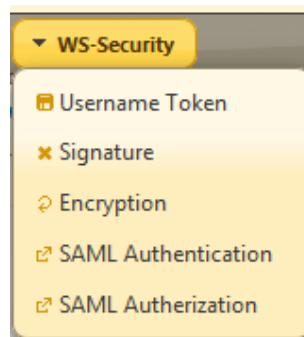 WS-Security
Username Token
Signature
Encryption
SAML Authentication
SAML Autherization